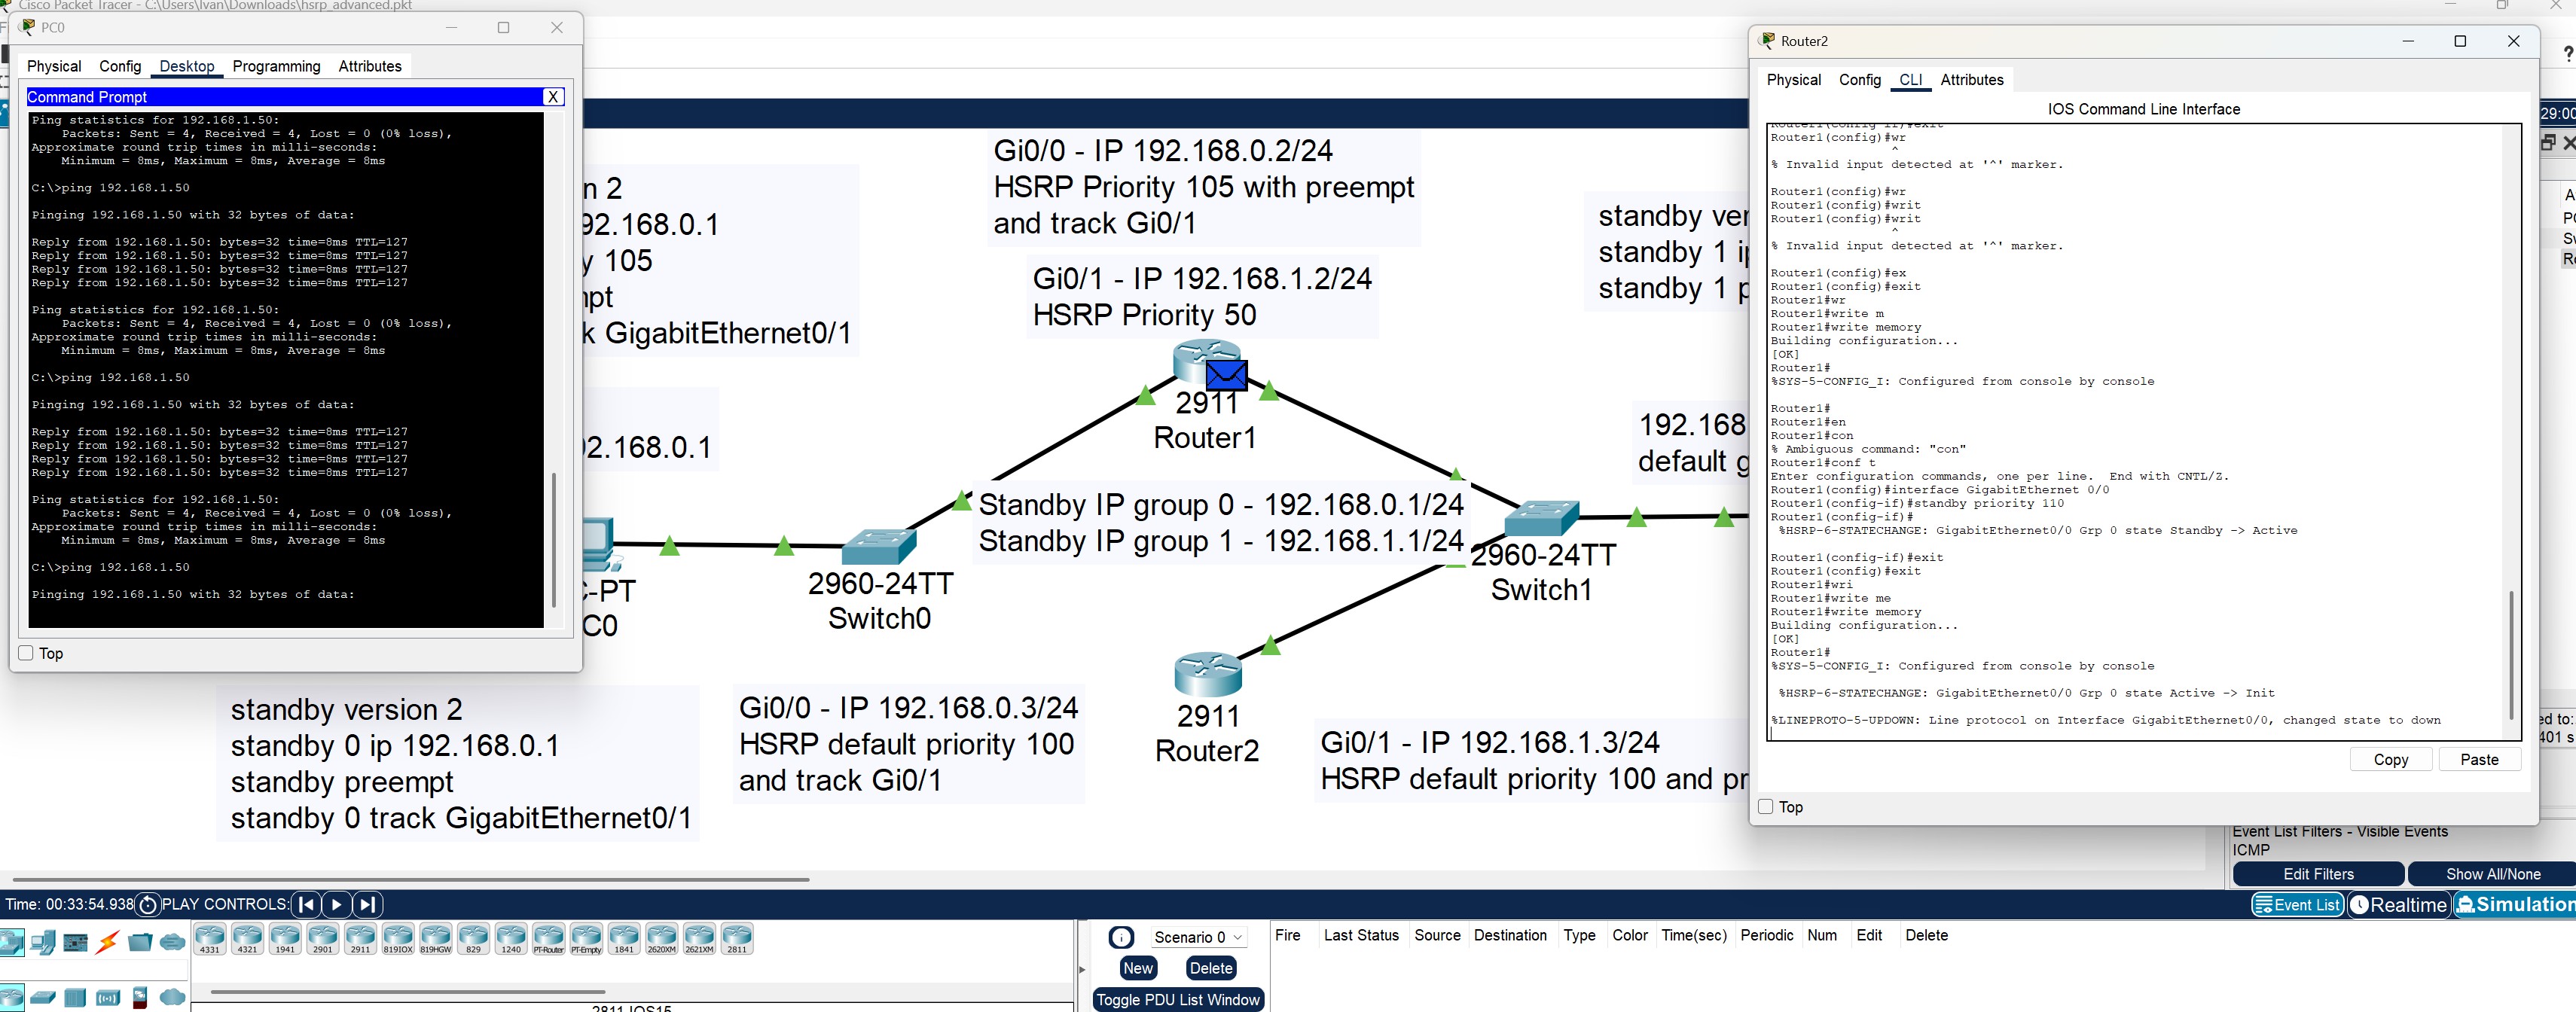 Cisco Packet Tracer - C:\Users\Ivan\Downloads\hsrp_advanced.pkt
PC0
Physical Config Desktop Programming Attributes
Command Prompt X
Ping statistics for 192.168.1.50:
Packets: Sent = 4, Received = 4, Lost = 0 (0% loss),
Approximate round trip times in milli-seconds:
Minimum = 8ms, Maximum = 8ms, Average = 8ms
C:\>ping 192.168.1.50
Pinging 192.168.1.50 with 32 bytes of data:
Reply from 192.168.1.50: bytes=32 time=8ms TTL=127
Reply from 192.168.1.50: bytes=32 time=8ms TTL=127
Reply from 192.168.1.50: bytes=32 time=8ms TTL=127
Reply from 192.168.1.50: bytes=32 time=8ms TTL=127
Ping statistics for 192.168.1.50:
Packets: Sent = 4, Received = 4, Lost = 0 (0% loss),
Approximate round trip times in milli-seconds:
Minimum = 8ms, Maximum = 8ms, Average = 8ms
C:\>ping 192.168.1.50
Pinging 192.168.1.50 with 32 bytes of data:
Reply from 192.168.1.50: bytes=32 time=8ms TTL=127
Reply from 192.168.1.50: bytes=32 time=8ms TTL=127
Reply from 192.168.1.50: bytes=32 time=8ms TTL=127
Reply from 192.168.1.50: bytes=32 time=8ms TTL=127
Ping statistics for 192.168.1.50:
Packets: Sent = 4, Received = 4, Lost = 0 (0% loss),
Approximate round trip times in milli-seconds:
Minimum = 8ms, Maximum = 8ms, Average = 8ms
C:\>ping 192.168.1.50
Pinging 192.168.1.50 with 32 bytes of data:
Top
n 2
92.168.0.1
y 105
npt
k GigabitEthernet0/1
2.168.0.1
Gi0/0 - IP 192.168.0.2/24
HSRP Priority 105 with preempt
and track Gi0/1
Gi0/1 - IP 192.168.1.2/24
HSRP Priority 50
2911
Router1
standby ver
standby 1 i
standby 1 p
192.168
default g
Standby IP group 0 - 192.168.0.1/24
Standby IP group 1 - 192.168.1.1/24
-PT
C0
2960-24TT
Switch0
2960-24TT
Switch1
2911
Router2
standby version 2
standby 0 ip 192.168.0.1
standby preempt
standby 0 track GigabitEthernet0/1
Gi0/0 - IP 192.168.0.3/24
HSRP default priority 100
and track Gi0/1
Gi0/1 - IP 192.168.1.3/24
HSRP default priority 100 and pr
Router2
Physical Config CLI Attributes
IOS Command Line Interface
Router1(config-if)#exit
Router1(config)#wr
^
% Invalid input detected at '^' marker.
Router1(config)#wr
Router1(config)#writ
Router1(config)#writ
^
% Invalid input detected at '^' marker.
Router1(config)#ex
Router1(config)#exit
Router1#wr
Router1#write m
Router1#write memory
Building configuration...
[OK]
Router1#
%SYS-5-CONFIG_I: Configured from console by console
Router1#
Router1#en
Router1#con
% Ambiguous command: "con"
Router1#conf t
Enter configuration commands, one per line. End with CNTL/Z.
Router1(config)#interface GigabitEthernet 0/0
Router1(config-if)#standby priority 110
Router1(config-if)#
%HSRP-6-STATECHANGE: GigabitEthernet0/0 Grp 0 state Standby -> Active
Router1(config-if)#exit
Router1(config)#exit
Router1#wri
Router1#write me
Router1#write memory
Building configuration...
[OK]
Router1#
%SYS-5-CONFIG_I: Configured from console by console
%HSRP-6-STATECHANGE: GigabitEthernet0/0 Grp 0 state Active -> Init
%LINEPROTO-5-UPDOWN: Line protocol on Interface GigabitEthernet0/0, changed state to down
Copy Paste
Top
?
29:00
A
P
S
R
ed to:
401 s
Event List Filters - Visible Events
ICMP
Edit Filters Show All/None
Time: 00:33:54.938 PLAY CONTROLS:
Event List Realtime Simulation
4331 4321 1941 2901 2911 819IOX 819HGW 829 1240 PT-Router PT-Empty 1841 2620XM 2621XM 2811
2811 IOS15
Scenario 0
New Delete
Toggle PDU List Window
Fire Last Status Source Destination Type Color Time(sec) Periodic Num Edit Delete